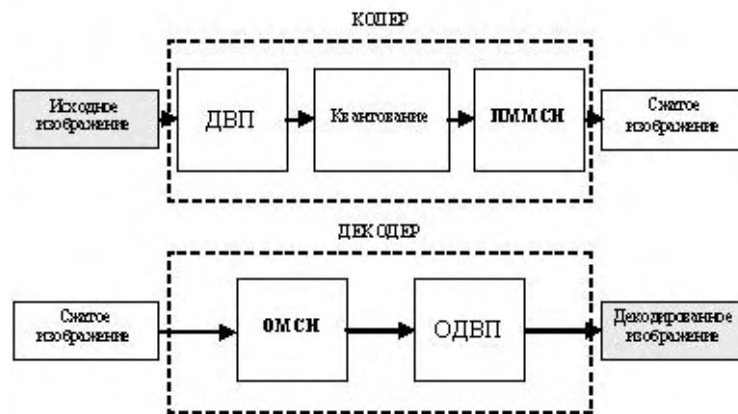 КОДЕР
Исходное
изображение
ДВП
Квантование
ПММСИ
Сжатое
изображение
ДЕКОДЕР
Сжатое
изображение
ОМСИ
ОДВП
Декодированное
изображение